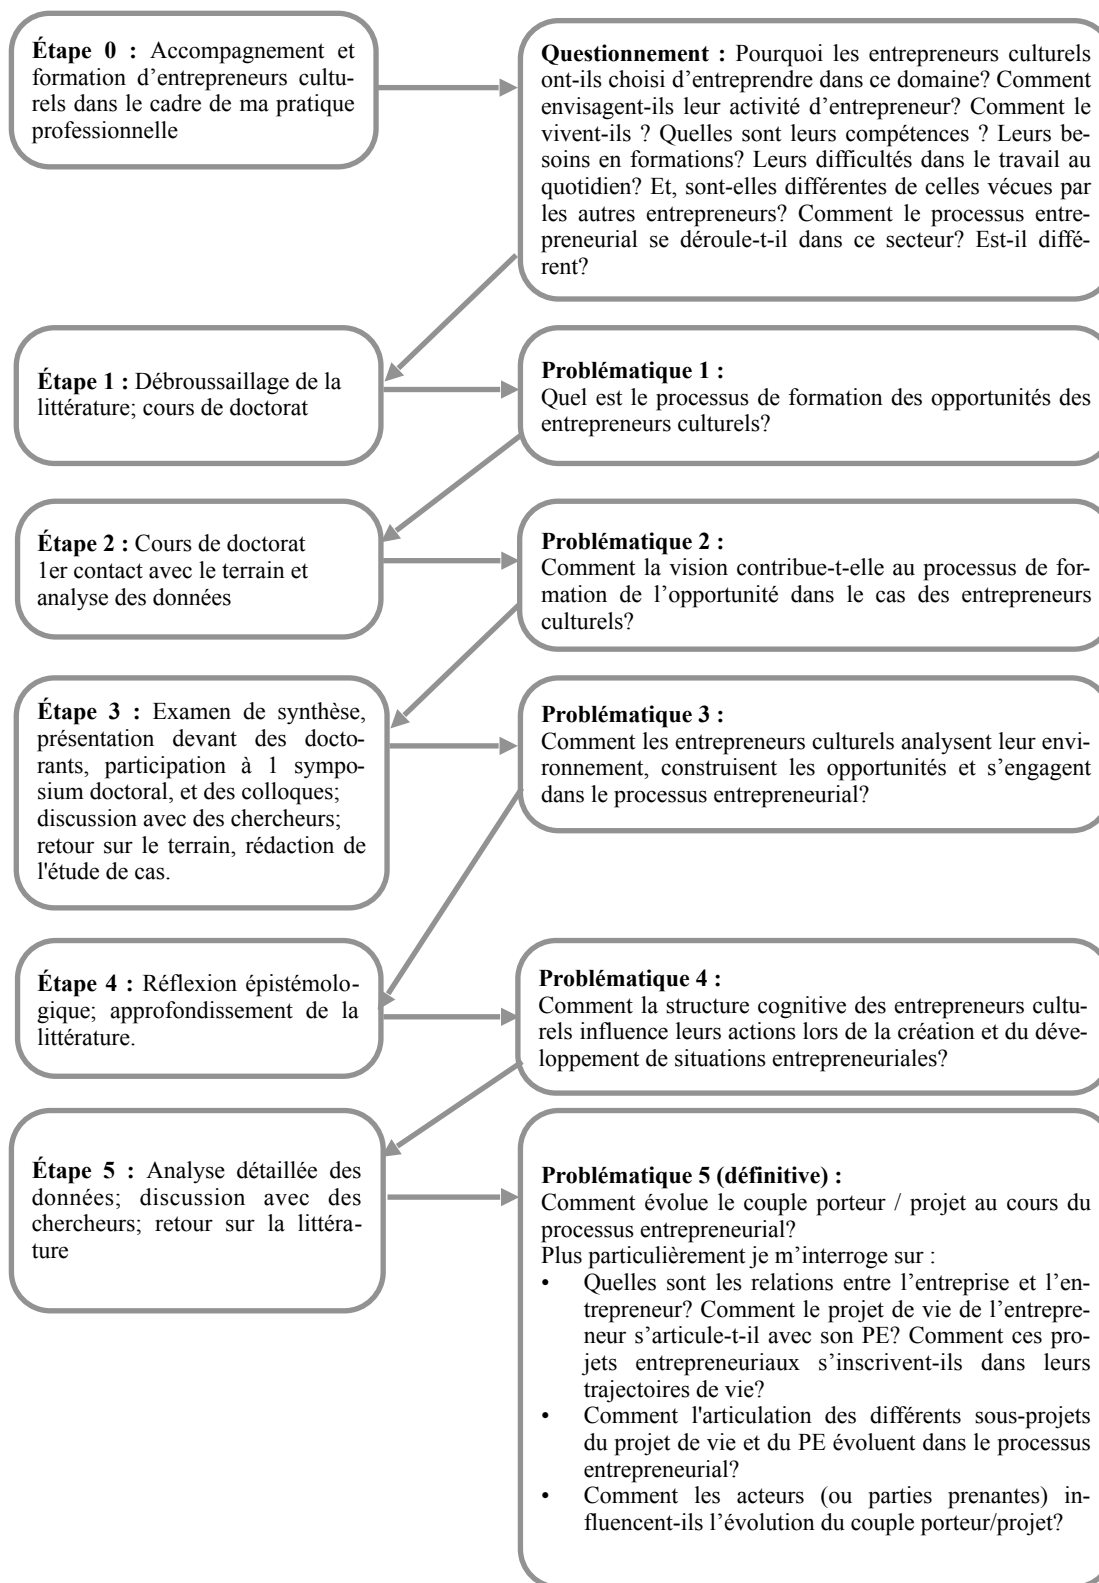 Étape 0 : Accompagnement et
formation d’entrepreneurs cultu-
rels dans le cadre de ma pratique
professionnelle
Questionnement : Pourquoi les entrepreneurs culturels
ont-ils choisi d’entreprendre dans ce domaine? Comment
envisagent-ils leur activité d’entrepreneur? Comment le
vivent-ils ? Quelles sont leurs compétences ? Leurs be-
soins en formations? Leurs difficultés dans le travail au
quotidien? Et, sont-elles différentes de celles vécues par
les autres entrepreneurs? Comment le processus entre-
preneurial se déroule-t-il dans ce secteur? Est-il diffé-
rent?
Étape 1 : Débroussaillage de la
littérature; cours de doctorat
Problématique 1 :
Quel est le processus de formation des opportunités des
entrepreneurs culturels?
Étape 2 : Cours de doctorat
1er contact avec le terrain et
analyse des données
Problématique 2 :
Comment la vision contribue-t-elle au processus de for-
mation de l’opportunité dans le cas des entrepreneurs
culturels?
Étape 3 : Examen de synthèse,
présentation devant des docto-
rants, participation à 1 sympo-
sium doctoral, et des colloques;
discussion avec des chercheurs;
retour sur le terrain, rédaction de
l'étude de cas.
Problématique 3 :
Comment les entrepreneurs culturels analysent leur envi-
ronnement, construisent les opportunités et s’engagent
dans le processus entrepreneurial?
Étape 4 : Réflexion épistémolo-
gique; approfondissement de la
littérature.
Problématique 4 :
Comment la structure cognitive des entrepreneurs cultu-
rels influence leurs actions lors de la création et du déve-
loppement de situations entrepreneuriales?
Étape 5 : Analyse détaillée des
données; discussion avec des
chercheurs; retour sur la littéra-
ture
Problématique 5 (définitive) :
Comment évolue le couple porteur / projet au cours du
processus entrepreneurial?
Plus particulièrement je m’interroge sur :
• Quelles sont les relations entre l’entreprise et l’en-
trepreneur? Comment le projet de vie de l’entrepre-
neur s’articule-t-il avec son PE? Comment ces pro-
jets entrepreneuriaux s’inscrivent-ils dans leurs
trajectoires de vie?
• Comment l'articulation des différents sous-projets
du projet de vie et du PE évoluent dans le processus
entrepreneurial?
• Comment les acteurs (ou parties prenantes) in-
fluencent-ils l’évolution du couple porteur/projet?